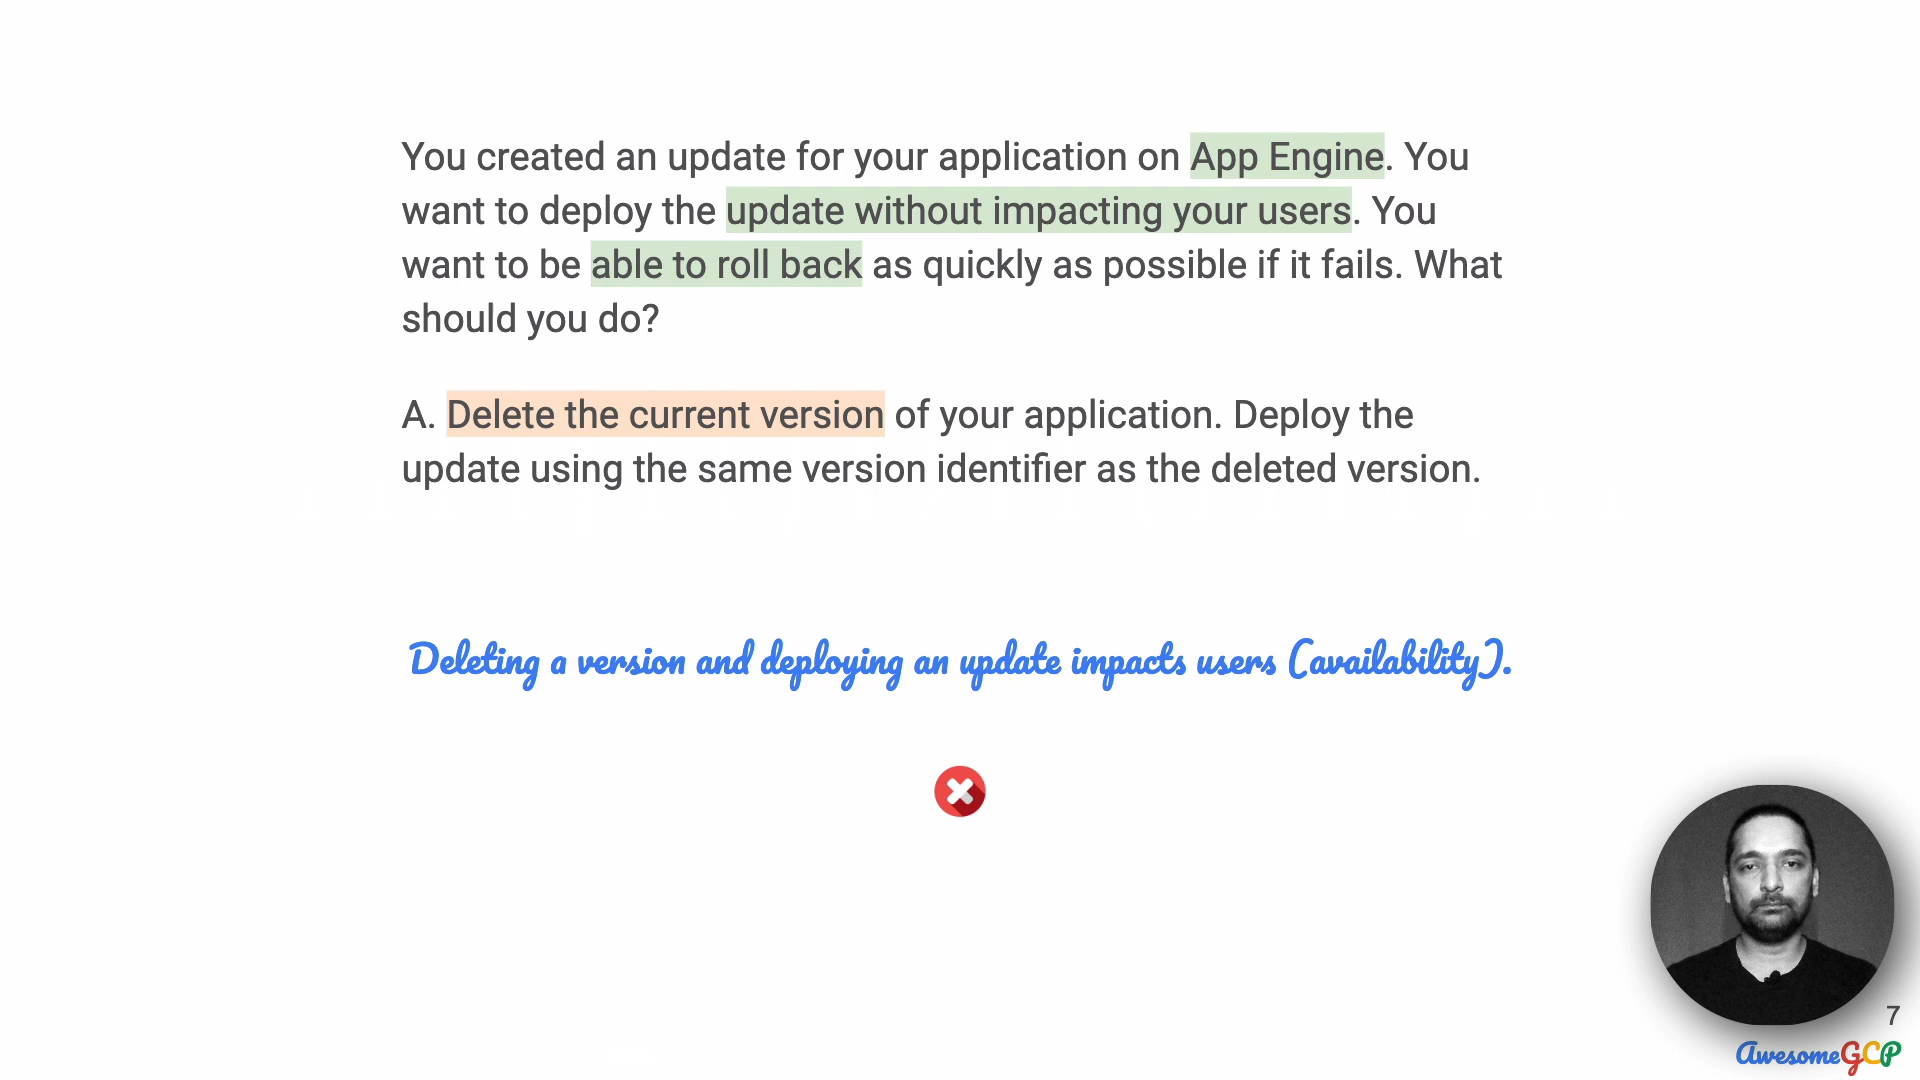 You created an update for your application on App Engine. You
want to deploy the update without impacting your users. You
want to be able to roll back as quickly as possible if it fails. What
should you do?
A. Delete the current version of your application. Deploy the
update using the same version identifier as the deleted version.
Deleting a version and deploying an update impacts users (availability).
7
AwesomeGCP